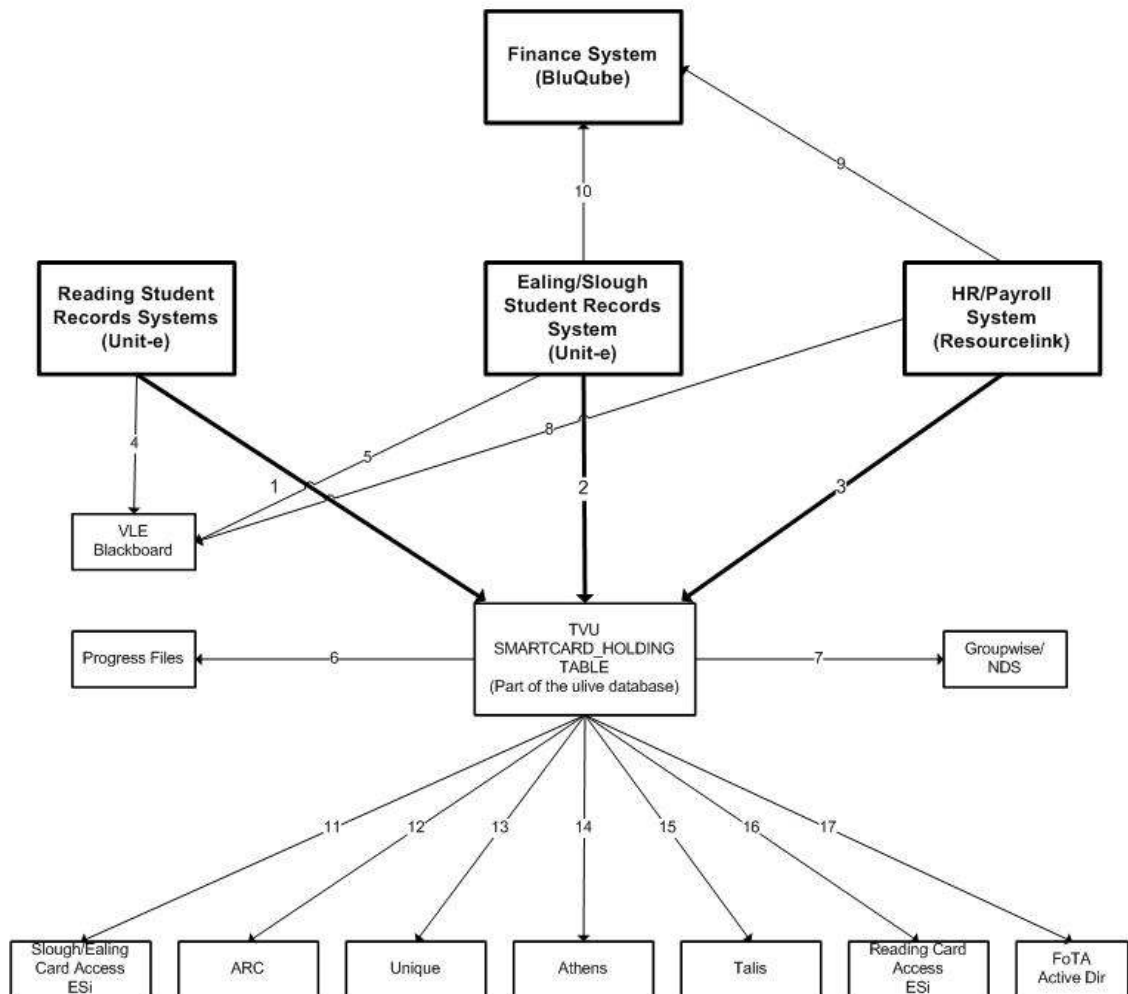 Finance System
(BluQube)
9
10
Reading Student
Records Systems
(Unit-e)
Ealing/Slough
Student Records
System
(Unit-e)
HR/Payroll
System
(Resourcelink)
4
5
8
1
2
3
VLE
Blackboard
TVU
SMARTCARD_HOLDING
TABLE
(Part of the ulive database)
Progress Files
6
7
Groupwise/
NDS
11
12
13
14
15
16
17
Slough/Ealing
Card Access
ESi
ARC
Unique
Athens
Talis
Reading Card
Access
ESi
FoTA
Active Dir